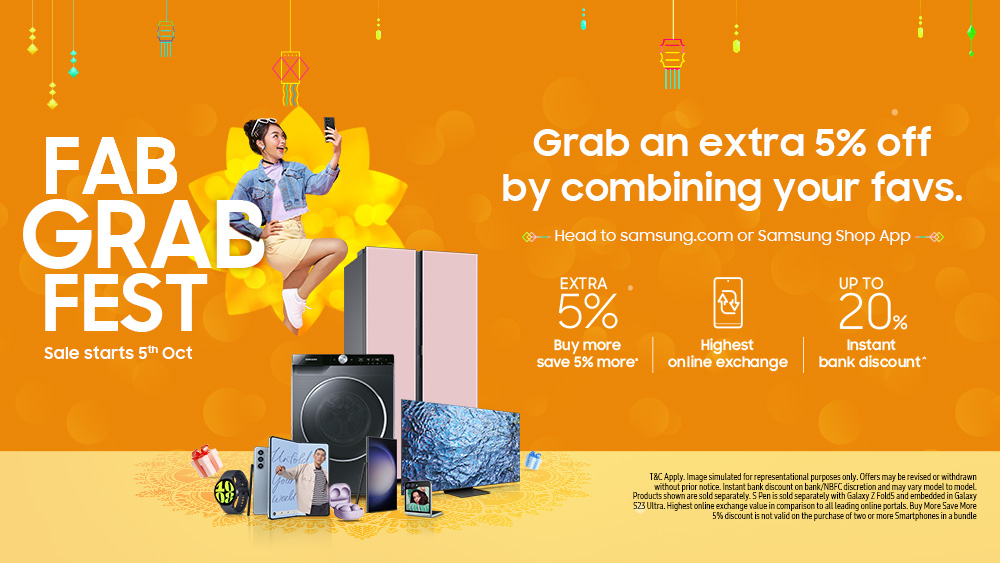 FAB
GRAB
FEST
Sale starts 5th Oct
Grab an extra 5% off
by combining your favs.
Head to samsung.com or Samsung Shop App
EXTRA
5%
Buy more
save 5% more*
Highest
online exchange
UP TO
20%
Instant
bank discount^
SAMSUNG
Unfold
Your
World
T&C Apply. Image simulated for representational purposes only. Offers may be revised or withdrawn
without prior notice. Instant bank discount on bank/NBFC discretion and may vary model to model.
Products shown are sold separately. S Pen is sold separately with Galaxy Z Fold5 and embedded in Galaxy
S23 Ultra. Highest online exchange value in comparison to all leading online portals. Buy More Save More
5% discount is not valid on the purchase of two or more Smartphones in a bundle